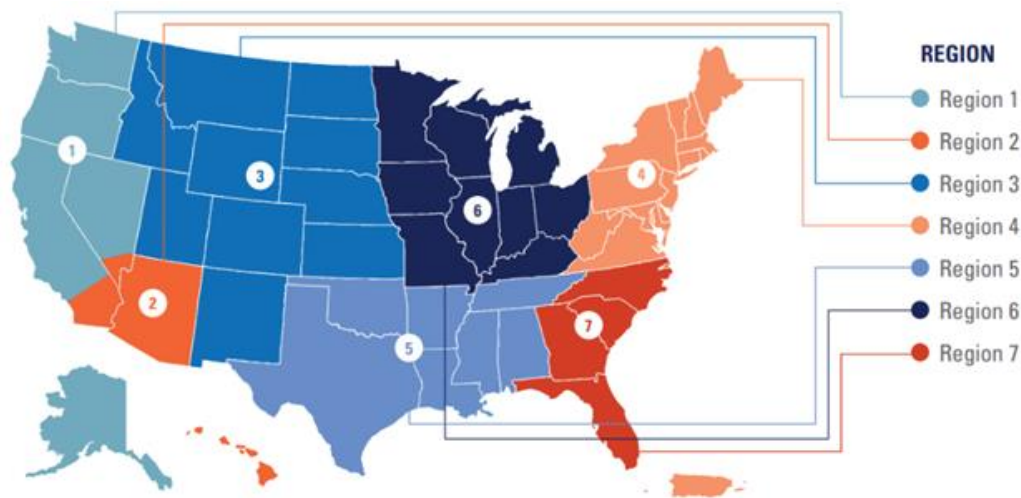 REGION
Region 1
Region 2
Region 3
Region 4
Region 5
Region 6
Region 7
1
2
3
4
5
6
7